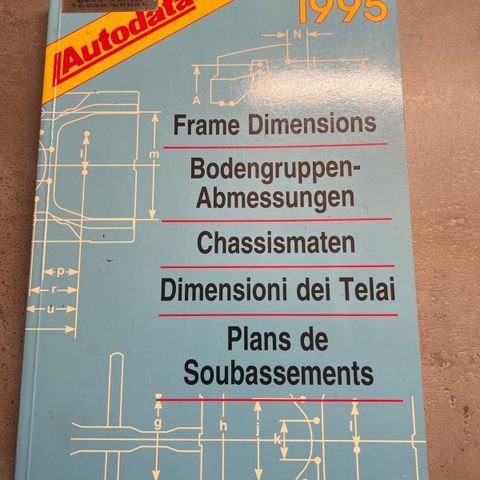 1995
Autodata
N
A
Frame Dimensions
Bodengruppen-
Abmessungen
Chassismaten
Dimensioni dei Telai
Plans de
Soubassements
i
m
p
r
u
g
h
j
k
l